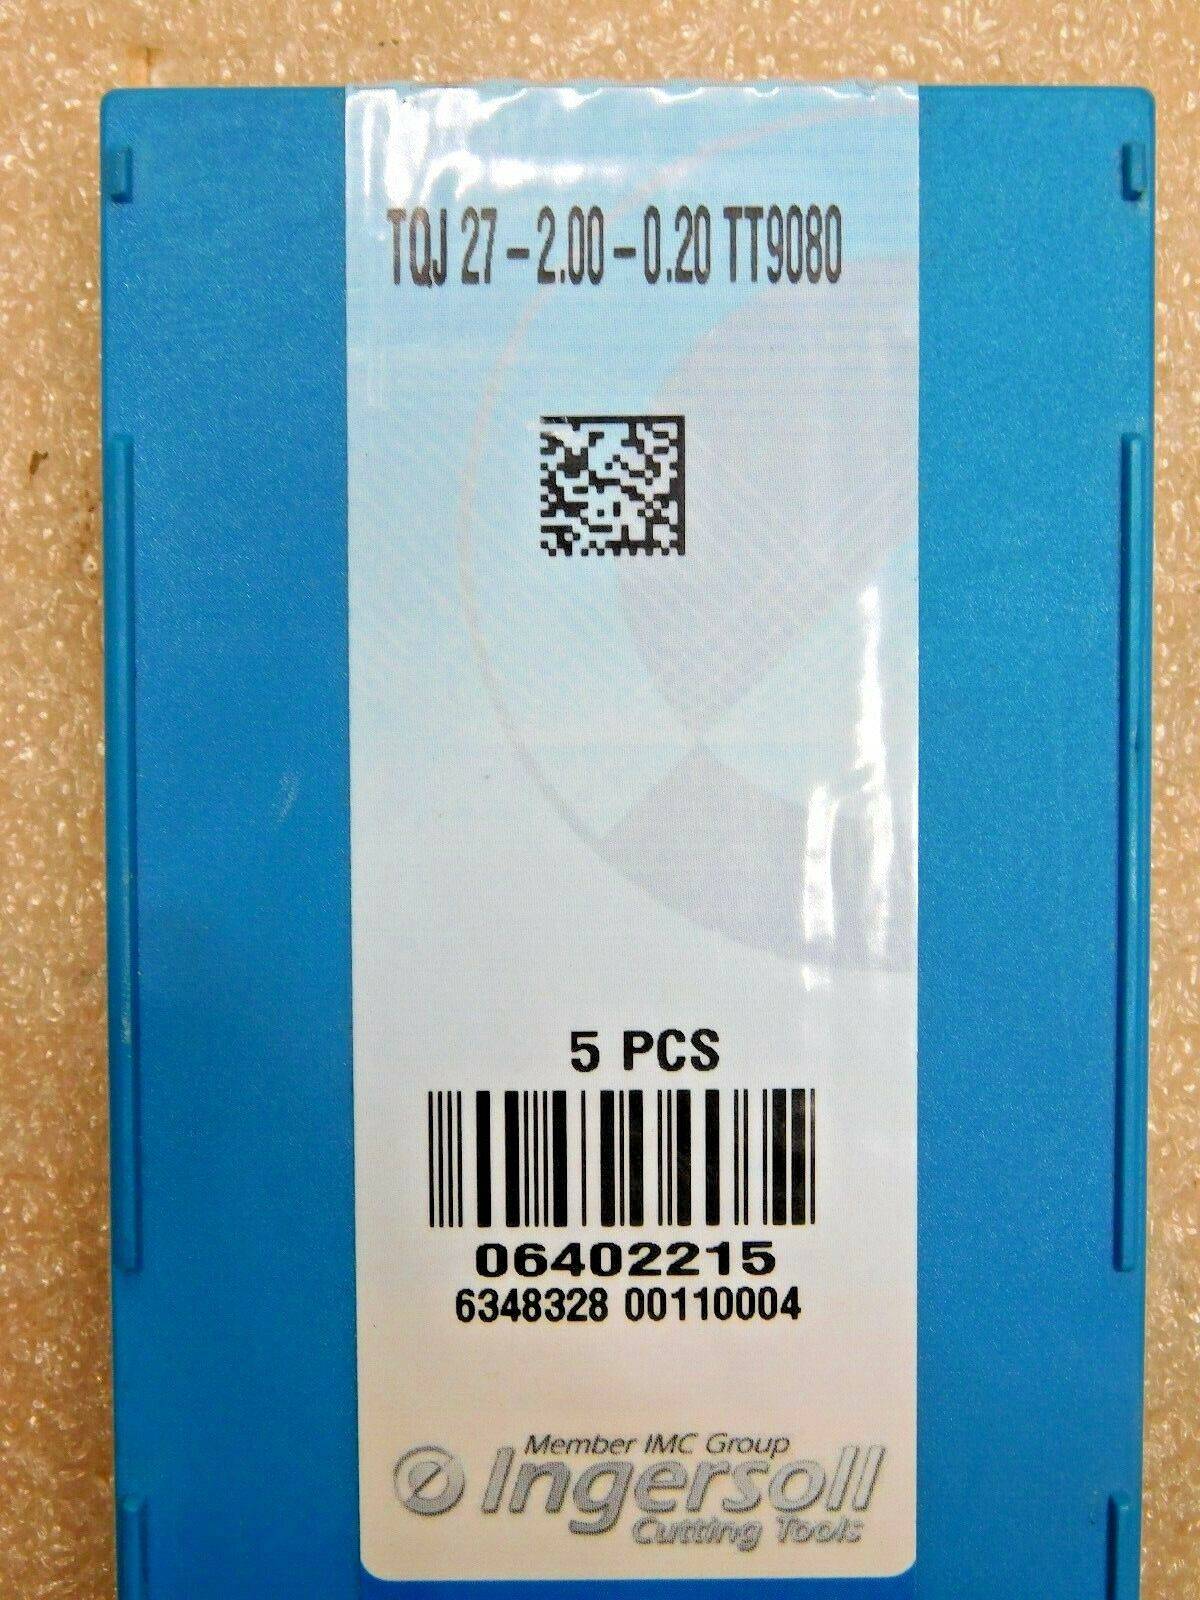 TQJ 27 - 2.00 - 0.20 TT9080
5 PCS
06402215
6348328 00110004
Member IMC Group
Ingersoll
Cutting Tools